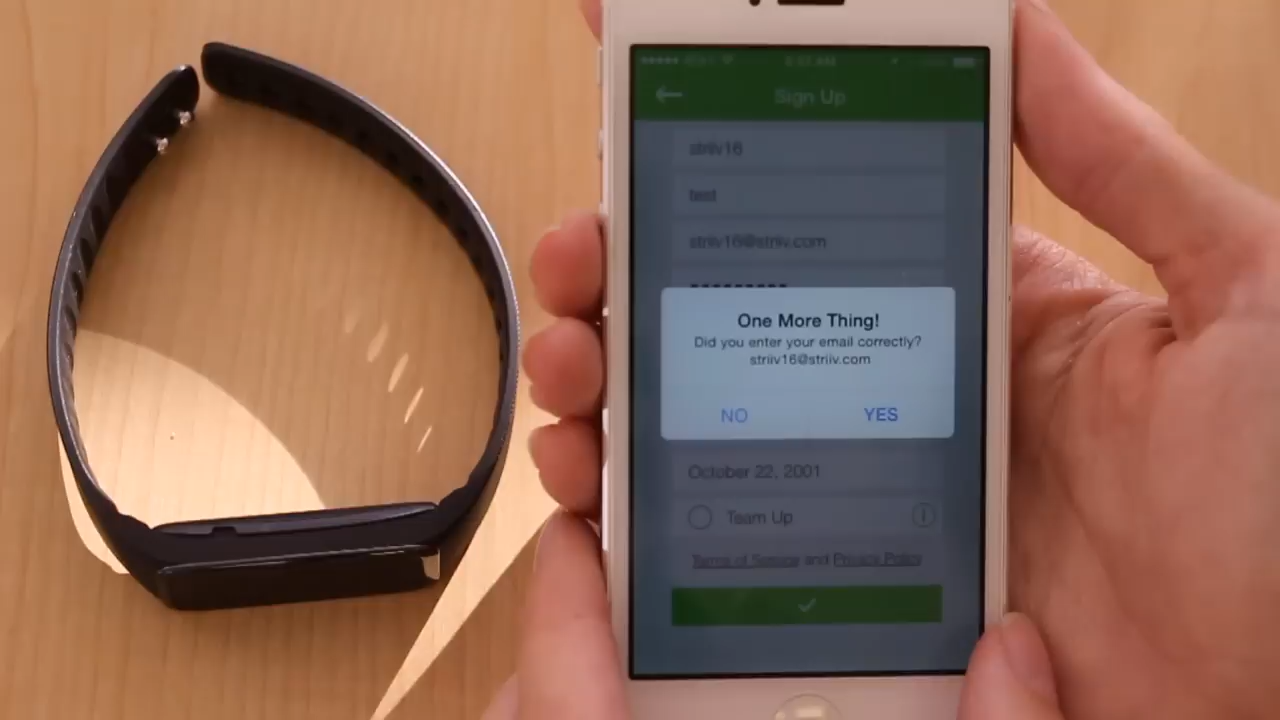 Sign Up
striiv16
test
striiv16@striiv.com
One More Thing!
Did you enter your email correctly?
striiv16@striiv.com
NO YES
October 22, 2001
Team Up
Terms of Service and Privacy Policy